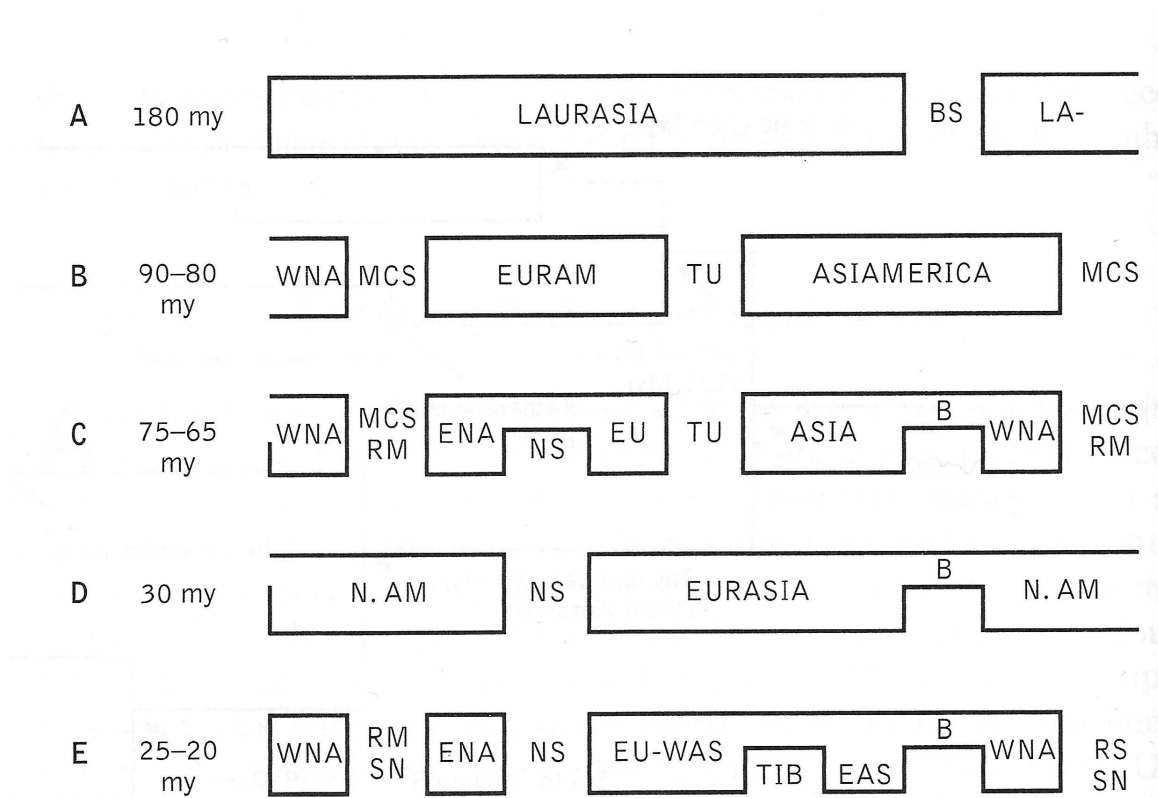 A 180 my LAURASIA BS LA-
B 90–80 my WNA MCS EURAM TU ASIAMERICA MCS
C 75–65 my WNA MCS RM ENA NS EU TU ASIA B WNA MCS RM
D 30 my N. AM NS EURASIA B N. AM
E 25–20 my WNA RM SN ENA NS EU-WAS TIB EAS B WNA RS SN